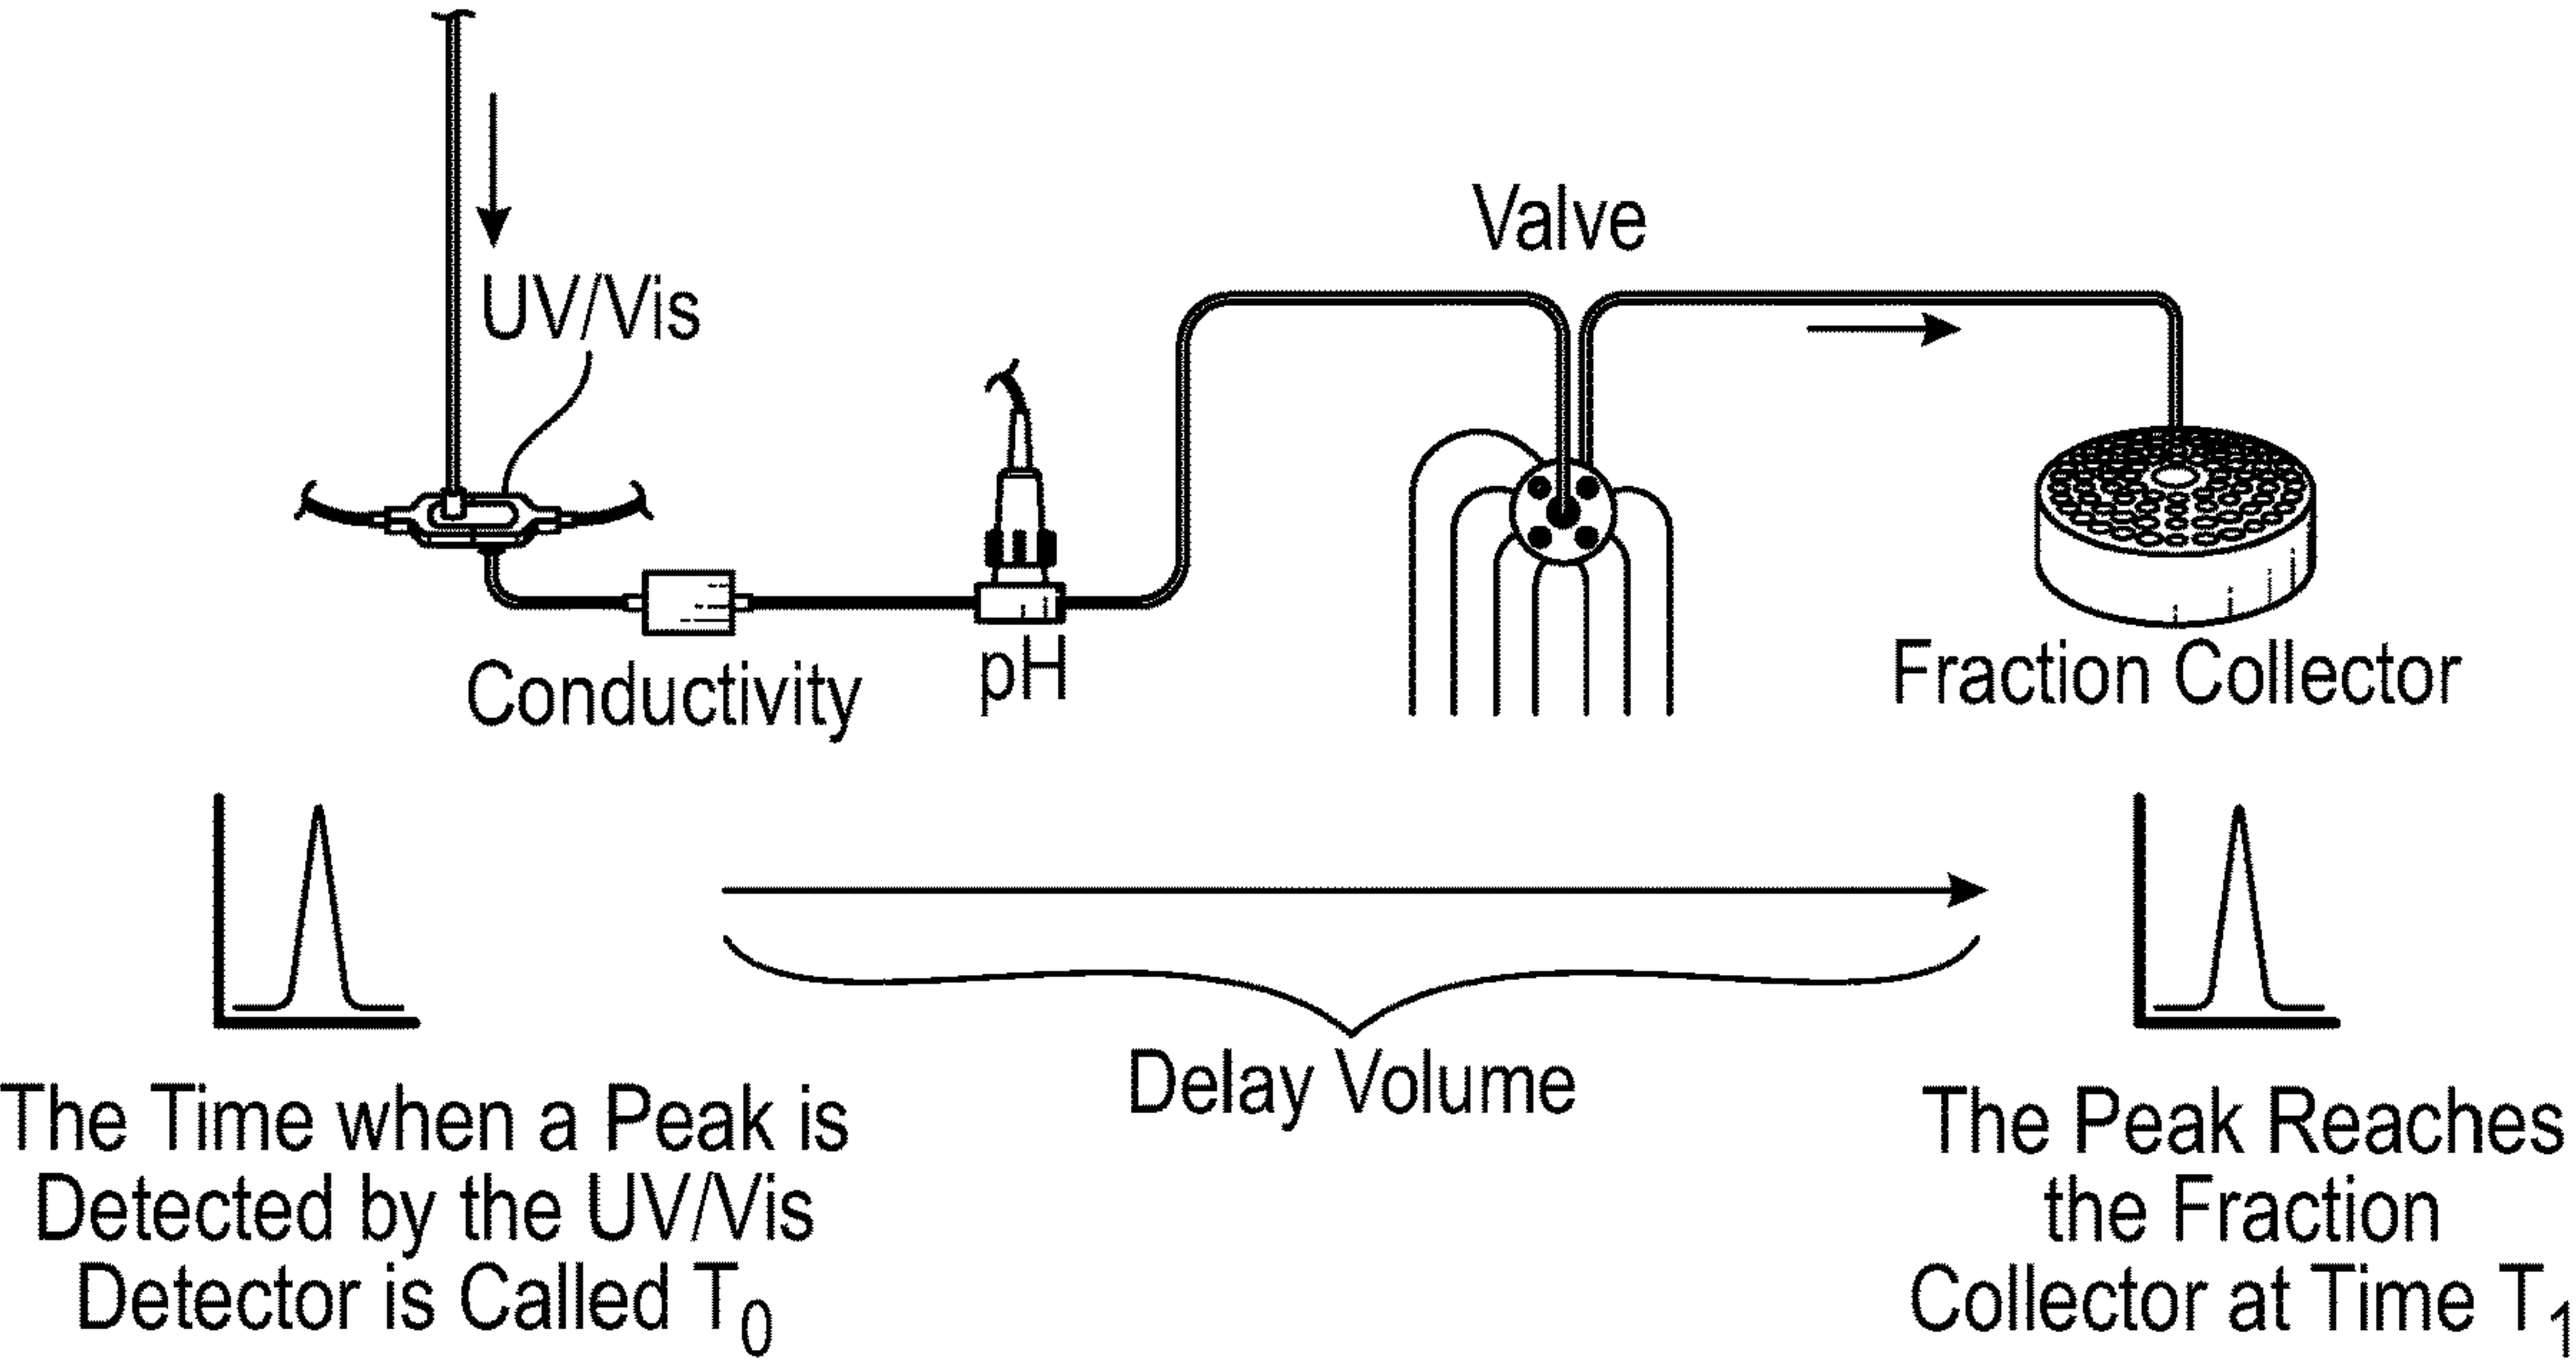 Valve
UV/Vis
Conductivity
pH
Fraction Collector
The Time when a Peak is
Detected by the UV/Vis
Detector is Called T0
Delay Volume
The Peak Reaches
the Fraction
Collector at Time T1